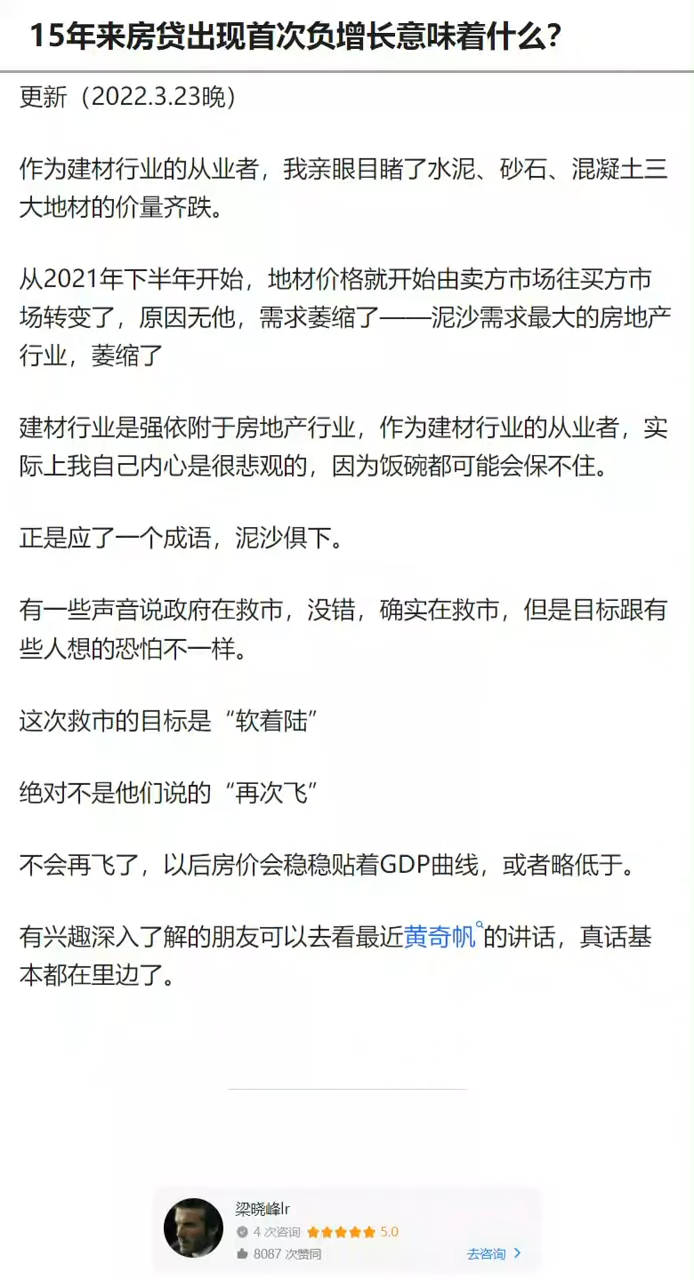 15年来房贷出现首次负增长意味着什么？
更新（2022.3.23晚）
作为建材行业的从业者，我亲眼目睹了水泥、砂石、混凝土三
大地材的价量齐跌。
从2021年下半年开始，地材价格就开始由卖方市场往买方市
场转变了，原因无他，需求萎缩了——泥沙需求最大的房地产
行业，萎缩了
建材行业是强依附于房地产行业，作为建材行业的从业者，实
际上我自己内心是很悲观的，因为饭碗都可能会保不住。
正是应了一个成语，泥沙俱下。
有一些声音说政府在救市，没错，确实在救市，但是目标跟有
些人想的恐怕不一样。
这次救市的目标是“软着陆”
绝对不是他们说的“再次飞”
不会再飞了，以后房价会稳稳贴着GDP曲线，或者略低于。
有兴趣深入了解的朋友可以去看最近黄奇帆的讲话，真话基
本都在里边了。
梁晓峰lr
4 次咨询 5.0
8087 次赞同 去咨询